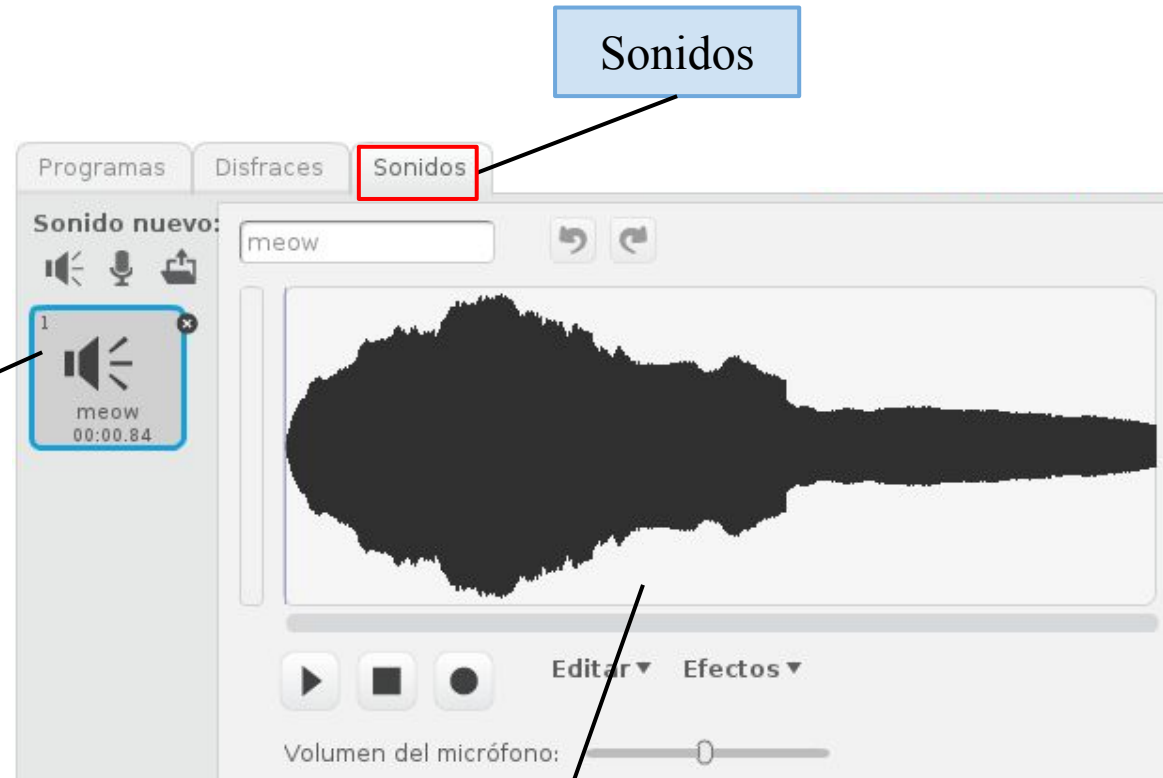 Sonidos
Programas Disfraces Sonidos
Sonido nuevo:
meow
1
meow
00:00.84
Editar Efectos
Volumen del micrófono: